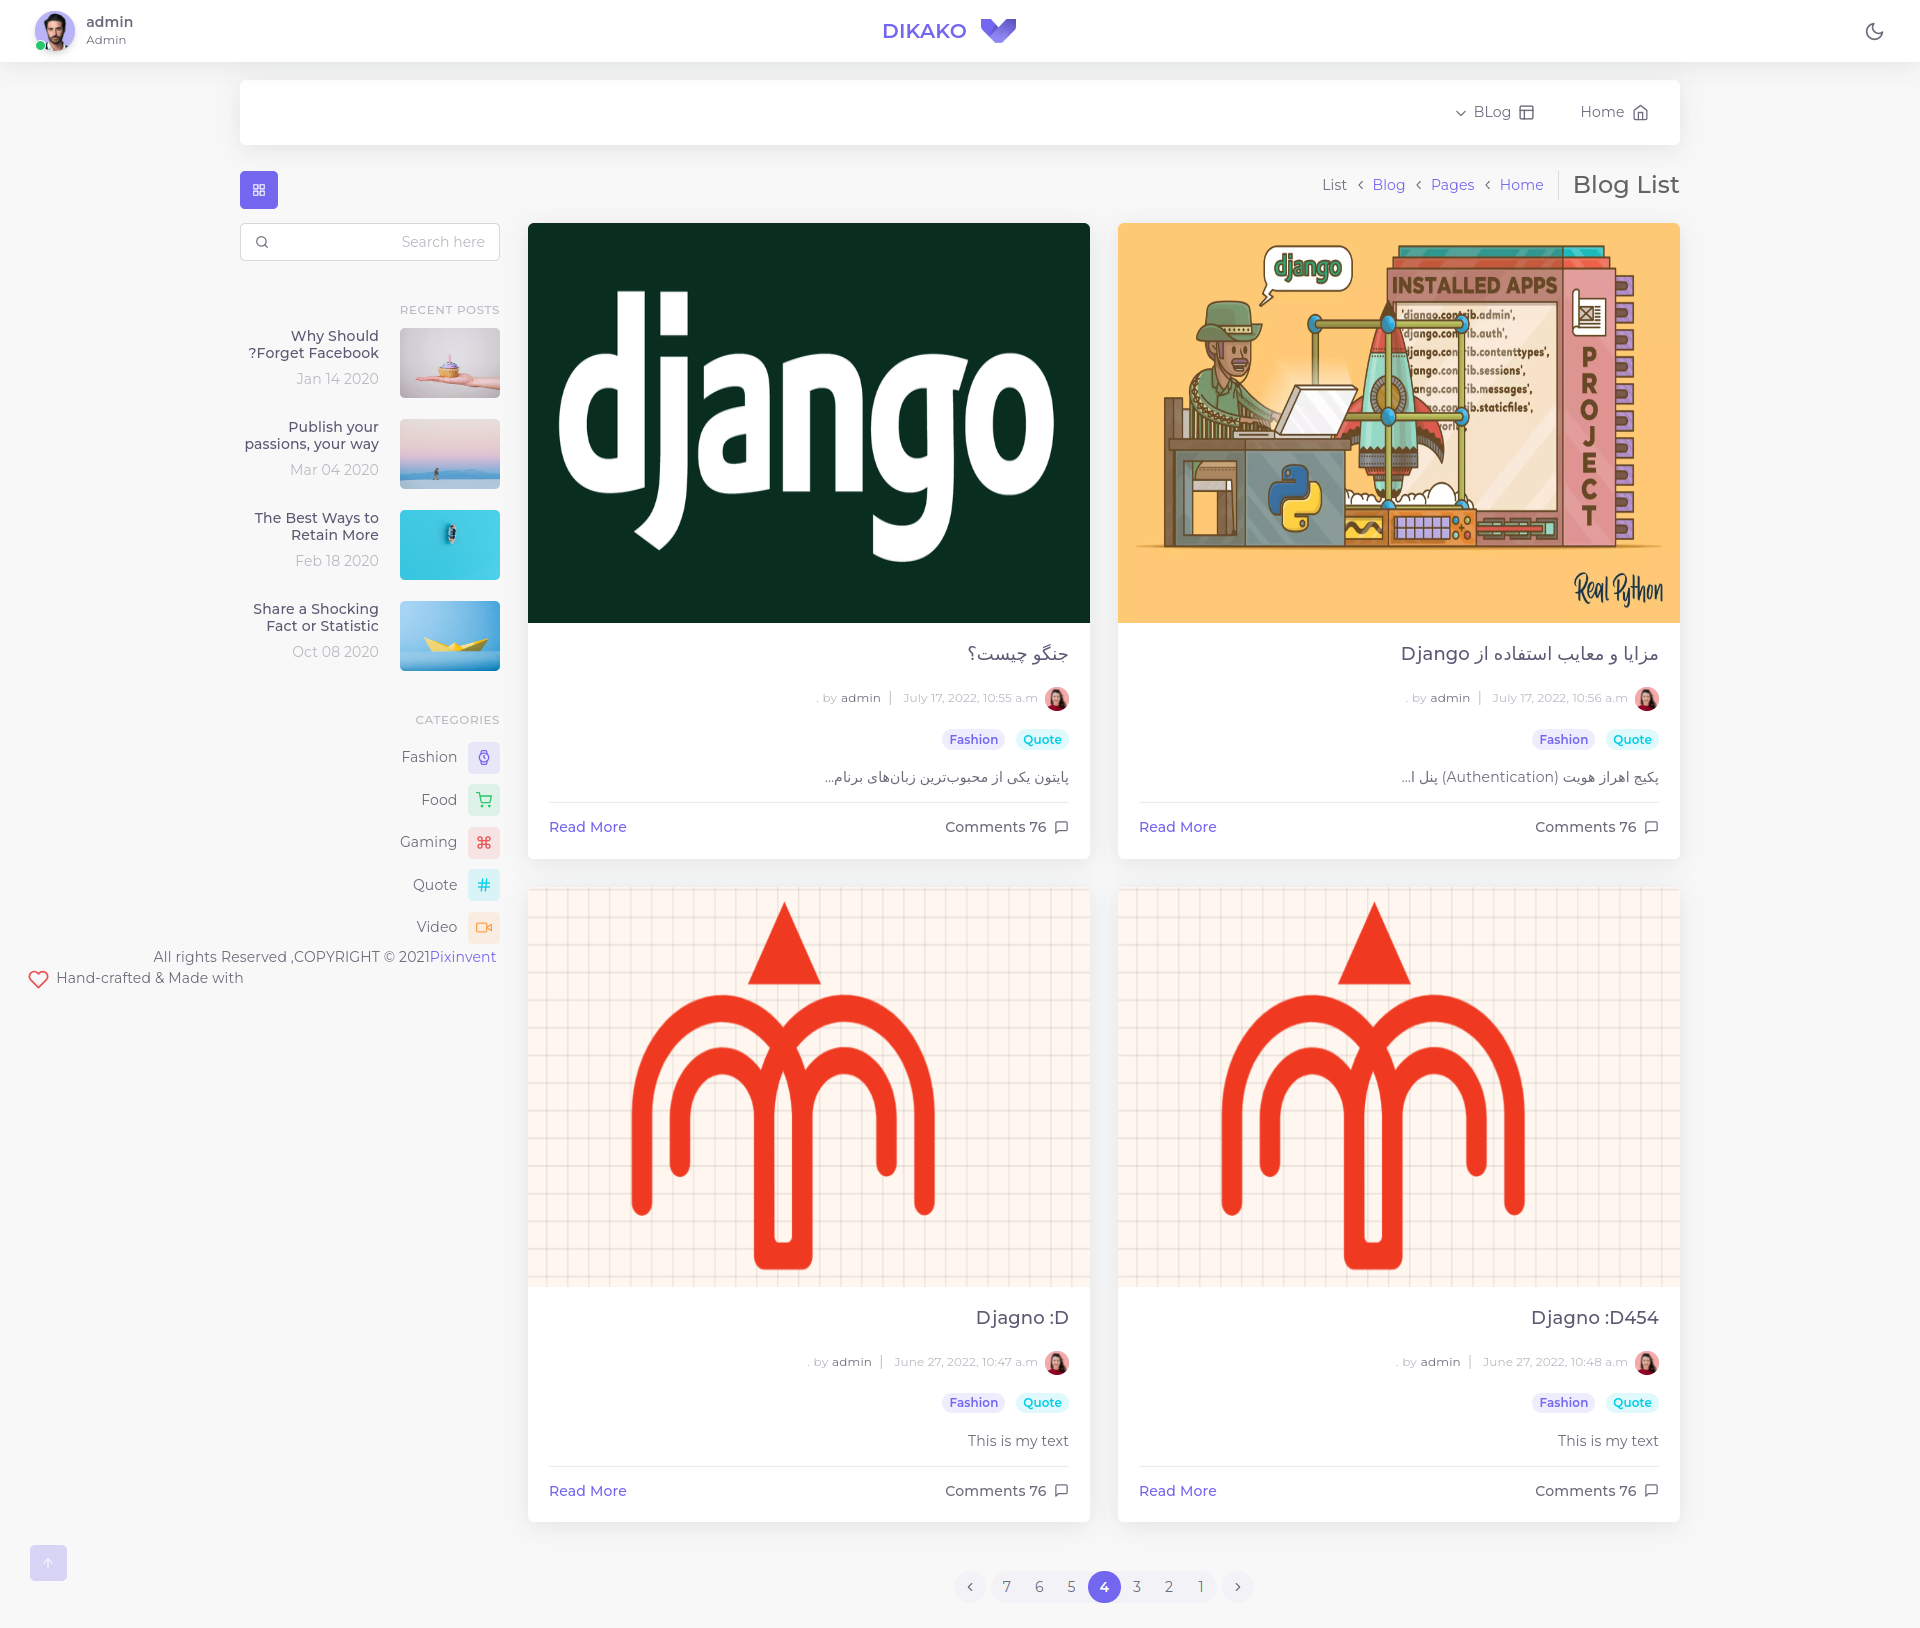 admin
Admin
DIKAKO
Home
BLog
Blog List
Home
Pages
Blog
List
Search here
RECENT POSTS
Why Should
?Forget Facebook
Jan 14 2020
Publish your
passions, your way
Mar 04 2020
The Best Ways to
Retain More
Feb 18 2020
Share a Shocking
Fact or Statistic
Oct 08 2020
CATEGORIES
Fashion
Food
Gaming
Quote
Video
All rights Reserved ,COPYRIGHT © 2021Pixinvent
Hand-crafted & Made with
django
INSTALLED APPS
'django.contrib.admin',
'django.contrib.auth',
django.contrib.contenttypes',
django.contrib.sessions',
django.contrib.messages',
django.contrib.staticfiles',
PROJECT
Real Python
مزایا و معایب استفاده از Django
. by admin | July 17, 2022, 10:56 a.m
Fashion Quote
پکیج اهراز هویت (Authentication) پنل ا...
Read More
Comments 76
django
جنگو چیست؟
. by admin | July 17, 2022, 10:55 a.m
Fashion Quote
پایتون یکی از محبوب‌ترین زبان‌های برنام...
Read More
Comments 76
Djagno :D454
. by admin | June 27, 2022, 10:48 a.m
Fashion Quote
This is my text
Read More
Comments 76
Djagno :D
. by admin | June 27, 2022, 10:47 a.m
Fashion Quote
This is my text
Read More
Comments 76
7 6 5 4 3 2 1